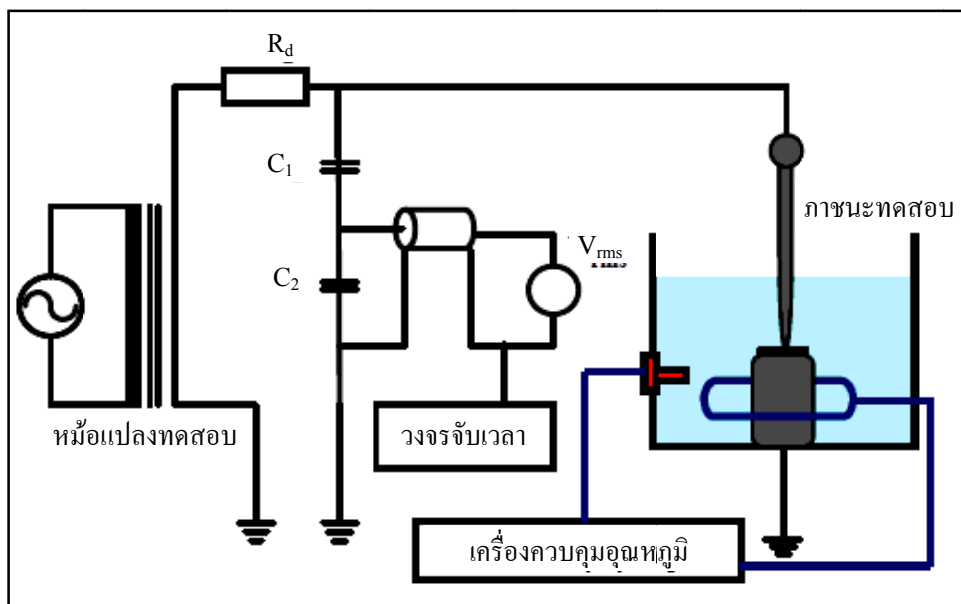 R_d
C₁
ภาชนะทดสอบ
V_rms
C₂
หม้อแปลงทดสอบ
วงจรจับเวลา
เครื่องควบคุมอุณหภูมิ